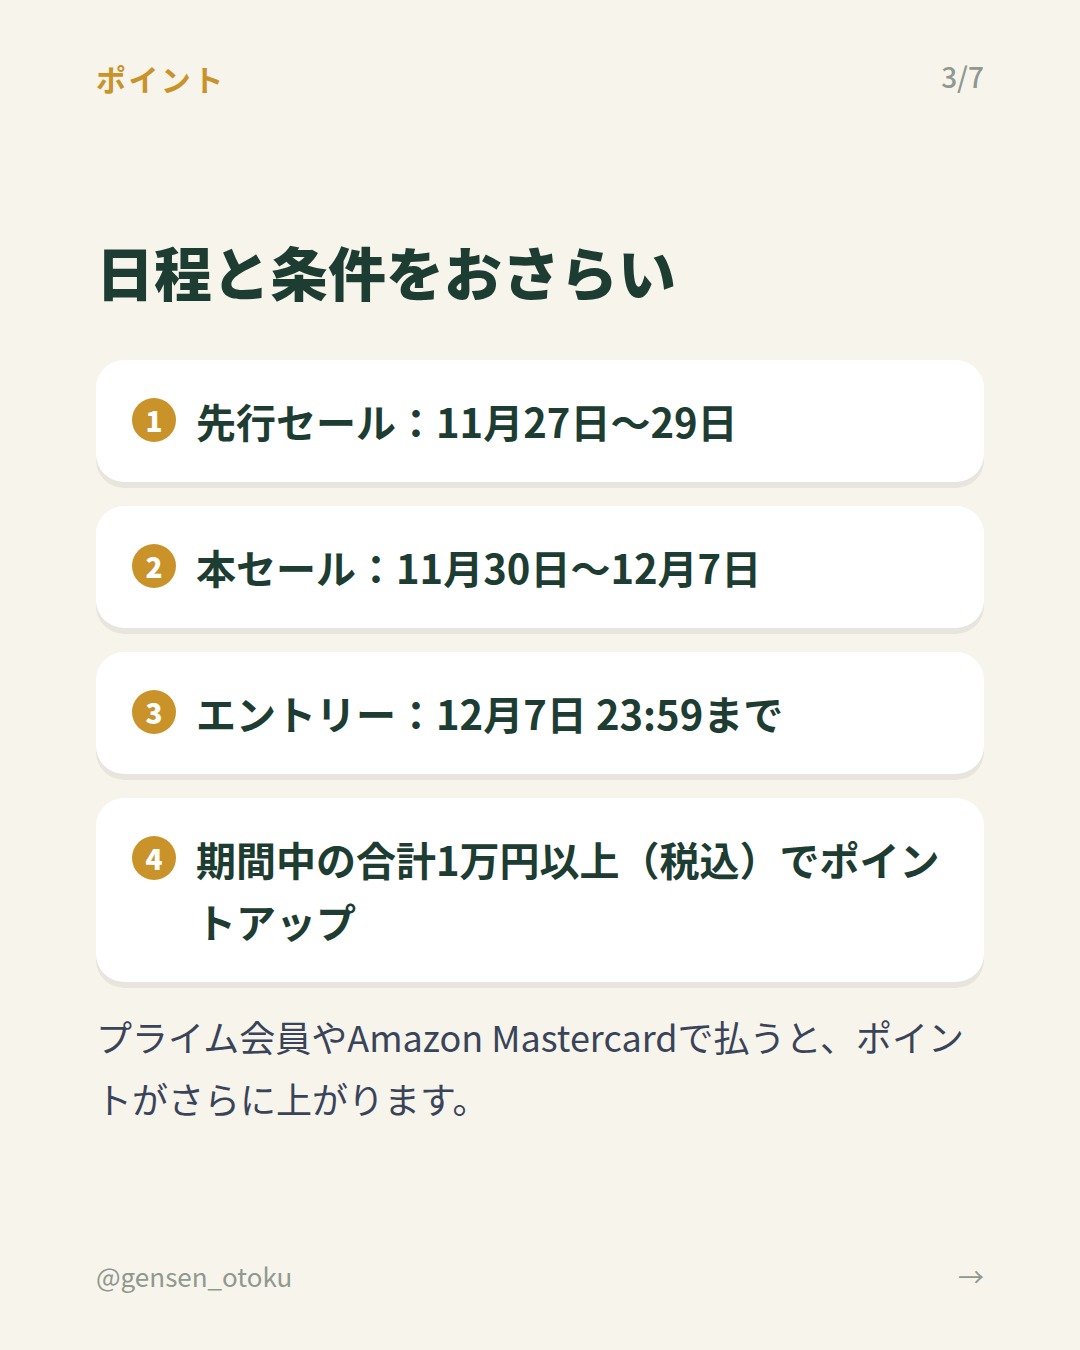 ポイント
3/7
日程と条件をおさらい
1 先行セール：11月27日〜29日
2 本セール：11月30日〜12月7日
3 エントリー：12月7日 23:59まで
4 期間中の合計1万円以上（税込）でポイン
トアップ
プライム会員やAmazon Mastercardで払うと、ポイン
トがさらに上がります。
@gensen_otoku
→